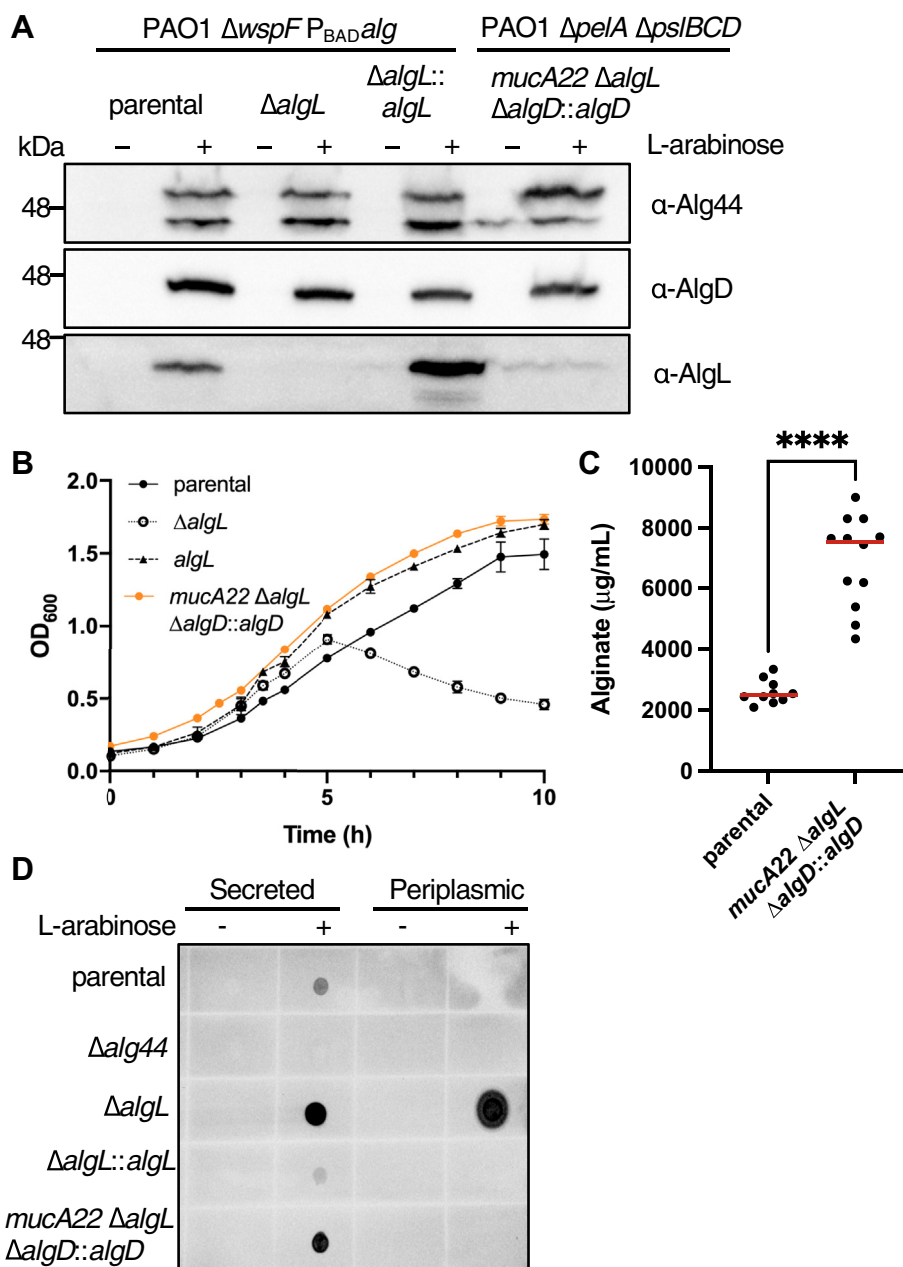 A
PAO1 ΔwspF PBADalg
PAO1 ΔpelA ΔpslBCD
parental
ΔalgL
ΔalgL::
algL
mucA22 ΔalgL
ΔalgD::algD
kDa
– + – + – + – +
L-arabinose
48
α-Alg44
48
α-AlgD
48
α-AlgL
B
OD600
2.0
1.5
1.0
0.5
0.0
parental
ΔalgL
algL
mucA22 ΔalgL
ΔalgD::algD
0 5 10
Time (h)
C
****
Alginate (µg/mL)
10000
8000
6000
4000
2000
0
parental
mucA22 ΔalgL
ΔalgD::algD
D
Secreted Periplasmic
L-arabinose - + - +
parental
Δalg44
ΔalgL
ΔalgL::algL
mucA22 ΔalgL
ΔalgD::algD